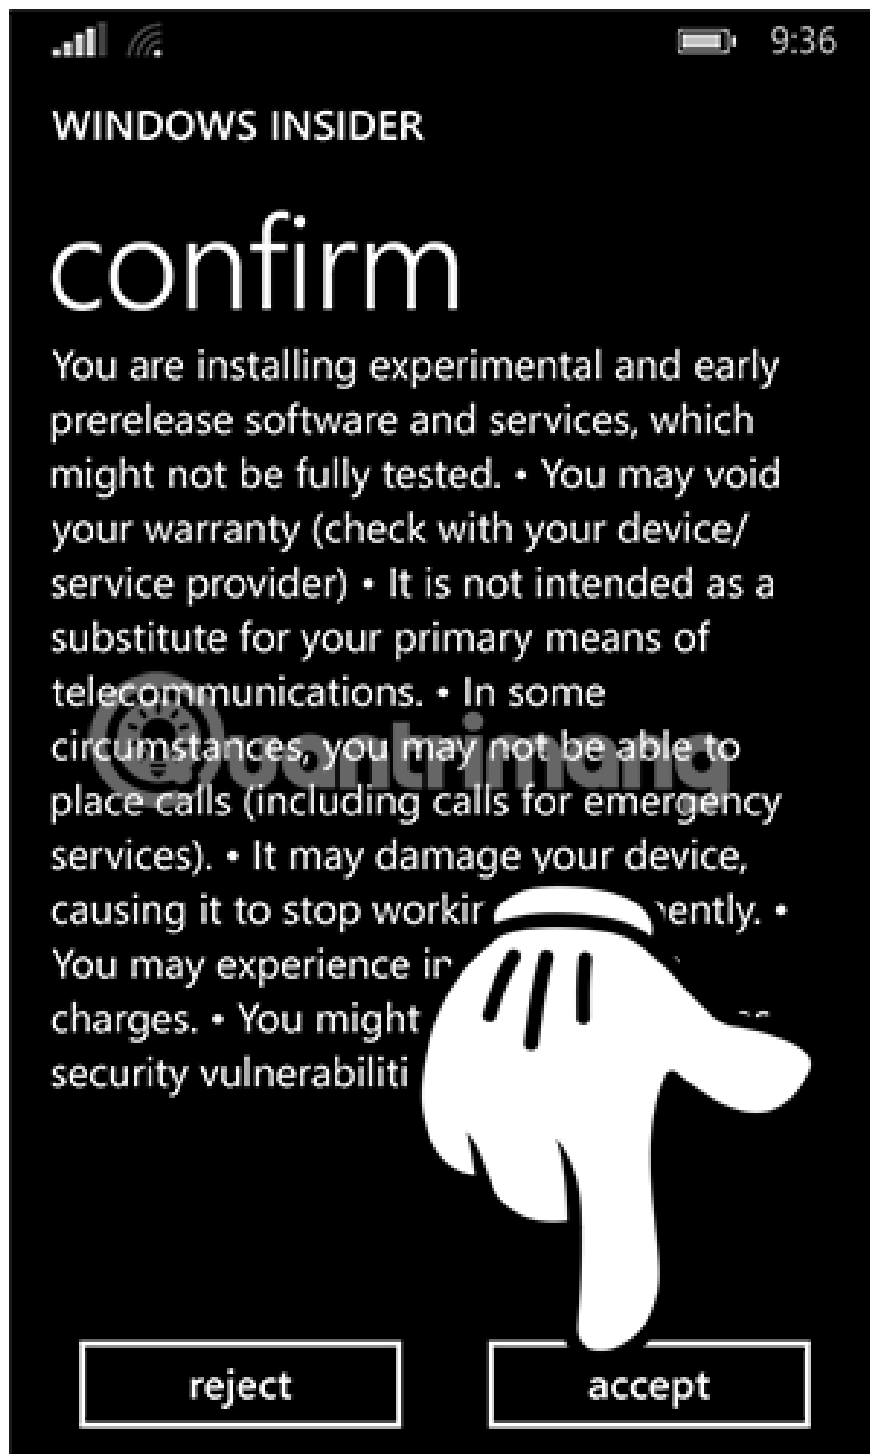 9:36
WINDOWS INSIDER
confirm
You are installing experimental and early
prerelease software and services, which
might not be fully tested. • You may void
your warranty (check with your device/
service provider) • It is not intended as a
substitute for your primary means of
telecommunications. • In some
circumstances, you may not be able to
place calls (including calls for emergency
services). • It may damage your device,
causing it to stop •
You may experience
charges. • You might
security
Quantrimang
reject
accept